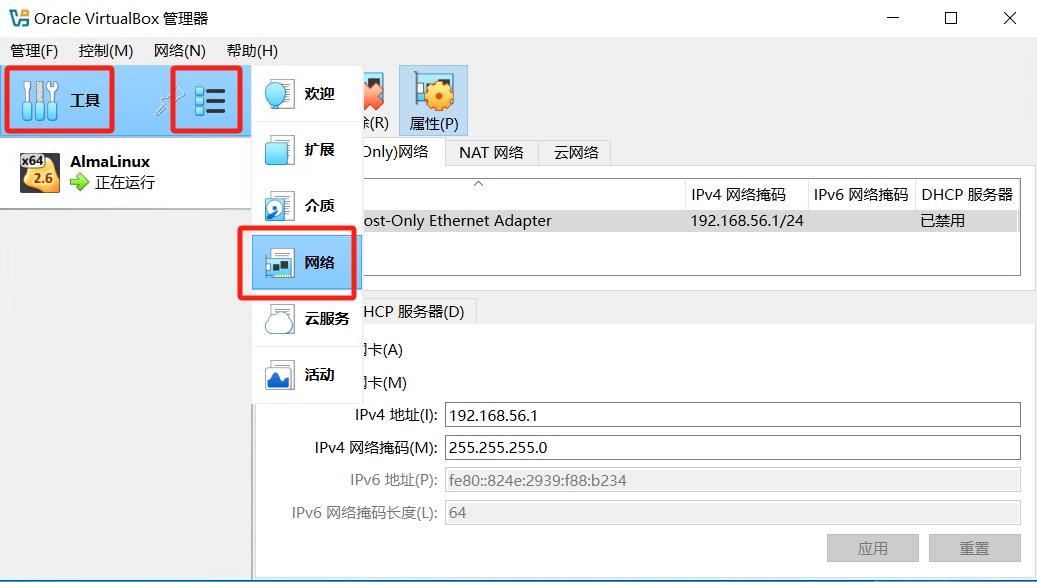 Oracle VirtualBox 管理器
管理(F) 控制(M) 网络(N) 帮助(H)
工具
欢迎
扩展
介质
网络
云服务
活动
(R)
属性(P)
Only)网络 NAT 网络 云网络
x64
2.6
AlmaLinux
正在运行
IPv4 网络掩码 IPv6 网络掩码 DHCP 服务器
ost-Only Ethernet Adapter 192.168.56.1/24 已禁用
HCP 服务器(D)
卡(A)
卡(M)
IPv4 地址(I): 192.168.56.1
IPv4 网络掩码(M): 255.255.255.0
IPv6 地址(P): fe80::824e:2939:f88:b234
IPv6 网络掩码长度(L): 64
应用 重置